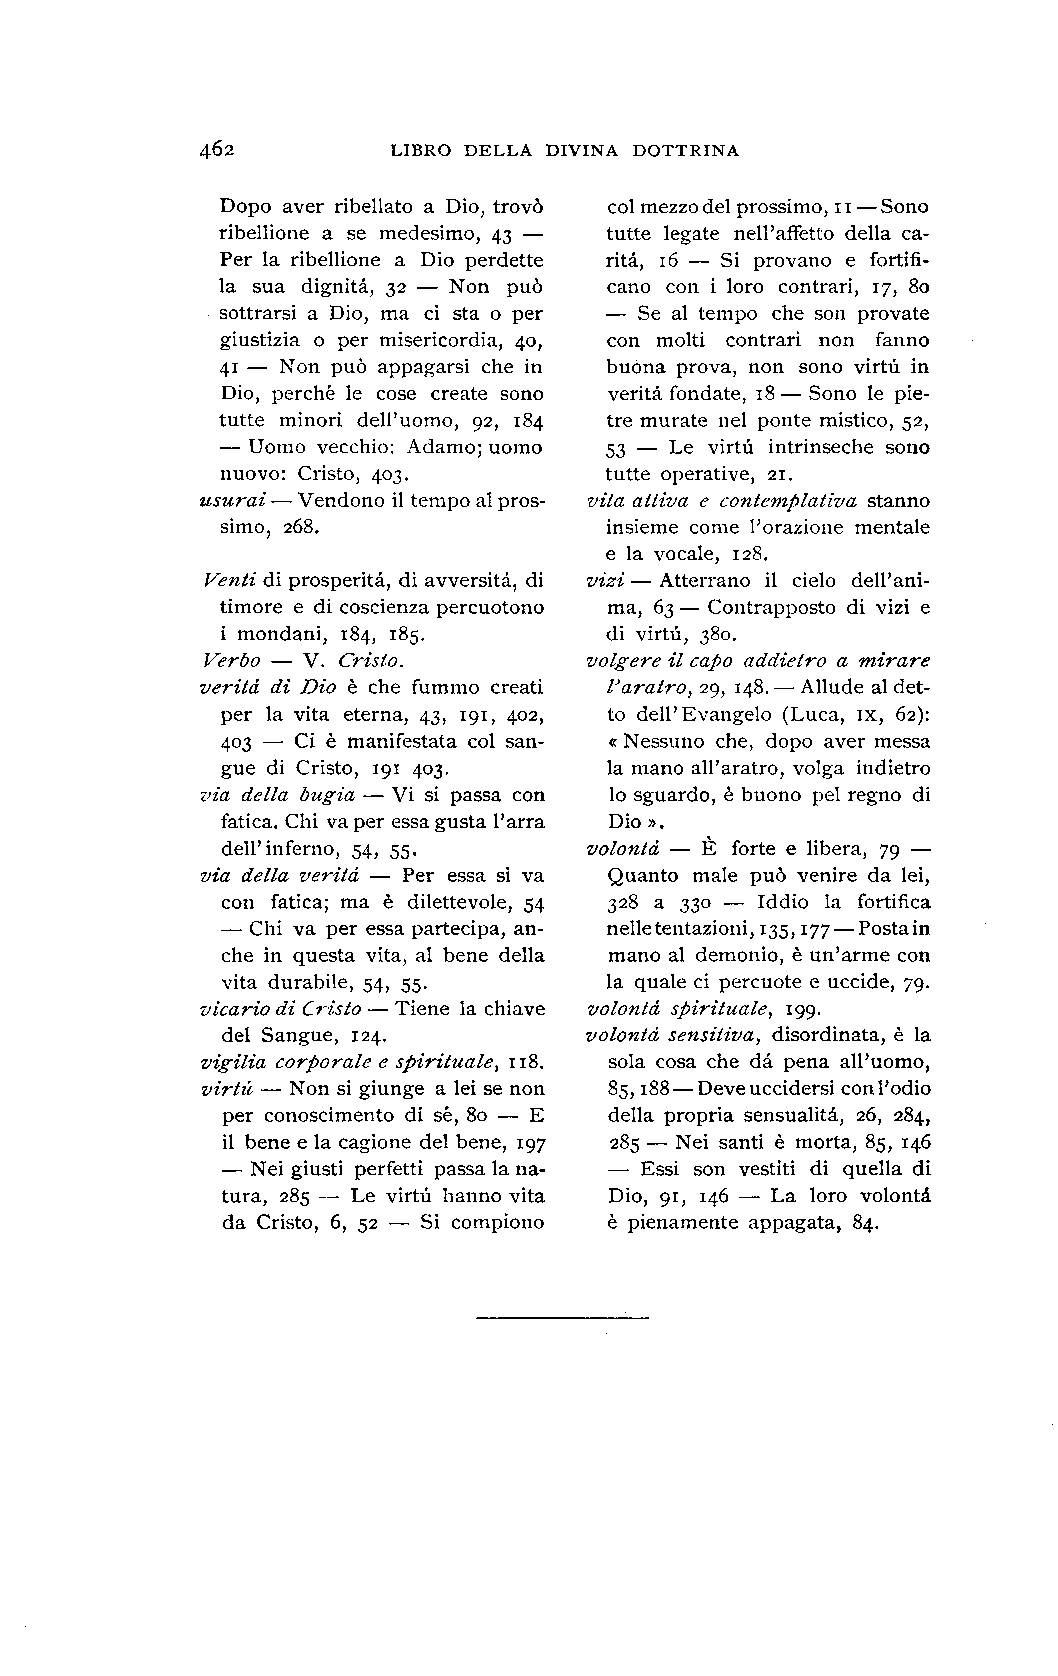 462 LIBRO DELLA DIVINA DOTTRINA
Dopo aver ribellato a Dio, trovò
ribellione a se medesimo, 43 —
Per la ribellione a Dio perdette
la sua dignitá, 32 — Non può
sottrarsi a Dio, ma ci sta o per
giustizia o per misericordia, 40,
41 — Non può appagarsi che in
Dio, perché le cose create sono
tutte minori dell'uomo, 92, 184
— Uomo vecchio: Adamo; uomo
nuovo: Cristo, 403.
usurai — Vendono il tempo al pros-
simo, 268.
Venti di prosperitá, di avversitá, di
timore e di coscienza percuotono
i mondani, 184, 185.
Verbo — V. Cristo.
veritá di Dio è che fummo creati
per la vita eterna, 43, 191, 402,
403 — Ci è manifestata col san-
gue di Cristo, 191 403.
via della bugia — Vi si passa con
fatica. Chi va per essa gusta l'arra
dell'inferno, 54, 55.
via della veritá — Per essa si va
con fatica; ma è dilettevole, 54
— Chi va per essa partecipa, an-
che in questa vita, al bene della
vita durabile, 54, 55.
vicario di Cristo — Tiene la chiave
del Sangue, 124.
vigilia corporale e spirituale, 118.
virtú — Non si giunge a lei se non
per conoscimento di sé, 80 — E
il bene e la cagione del bene, 197
— Nei giusti perfetti passa la na-
tura, 285 — Le virtú hanno vita
da Cristo, 6, 52 — Si compiono
col mezzo del prossimo, 11 — Sono
tutte legate nell'affetto della ca-
ritá, 16 — Si provano e fortifi-
cano con i loro contrari, 17, 80
— Se al tempo che son provate
con molti contrari non fanno
buona prova, non sono virtú in
veritá fondate, 18 — Sono le pie-
tre murate nel ponte mistico, 52,
53 — Le virtú intrinseche sono
tutte operative, 21.
vita attiva e contemplativa stanno
insieme come l'orazione mentale
e la vocale, 128.
vizi — Atterrano il cielo dell'ani-
ma, 63 — Contrapposto di vizi e
di virtú, 380.
volgere il capo addietro a mirare
l'aratro, 29, 148. — Allude al det-
to dell'Evangelo (Luca, IX, 62):
« Nessuno che, dopo aver messa
la mano all'aratro, volga indietro
lo sguardo, è buono pel regno di
Dio ».
volontá — È forte e libera, 79 —
Quanto male può venire da lei,
328 a 330 — Iddio la fortifica
nelle tentazioni, 135, 177 — Posta in
mano al demonio, è un'arme con
la quale ci percuote e uccide, 79.
volontá spirituale, 199.
volontá sensitiva, disordinata, è la
sola cosa che dá pena all'uomo,
85, 188 — Deve uccidersi con l'odio
della propria sensualitá, 26, 284,
285 — Nei santi è morta, 85, 146
— Essi son vestiti di quella di
Dio, 91, 146 — La loro volontá
è pienamente appagata, 84.